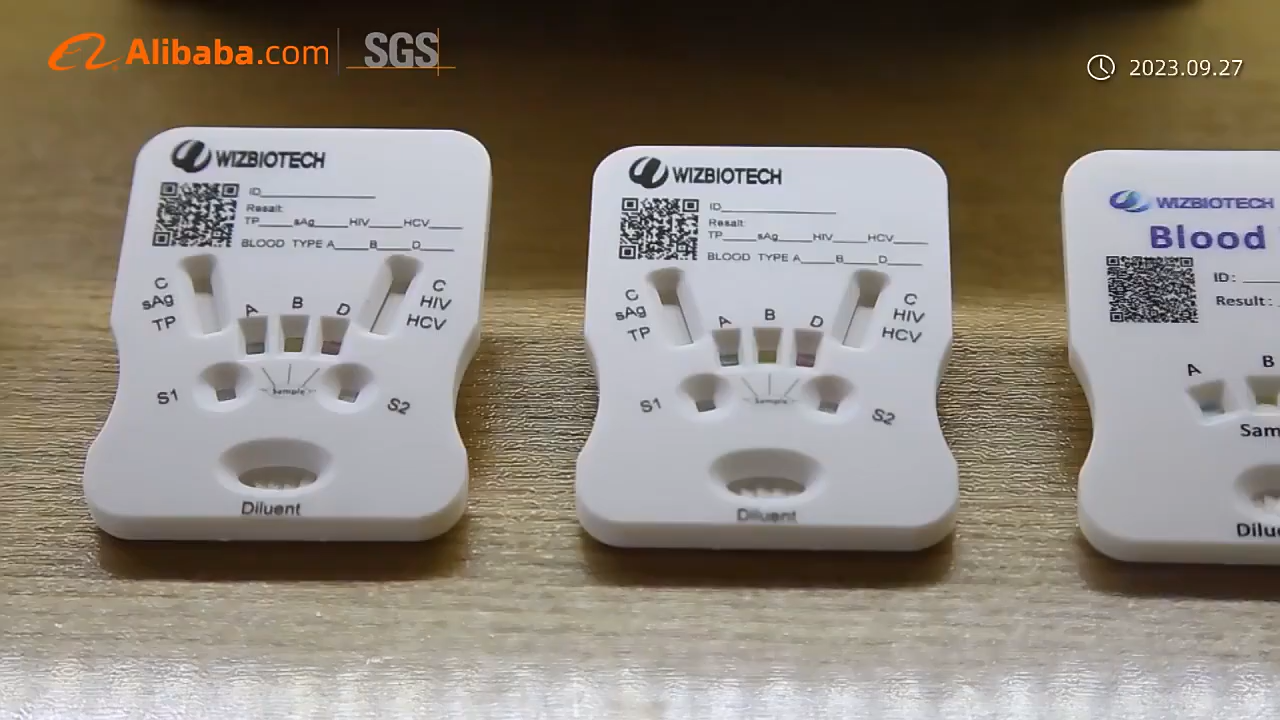 Alibaba.com | SGS
2023.09.27
WIZBIOTECH
ID
Result:
TP sAg HIV HCV
BLOOD TYPE A B D
C
sAg
TP
A B D
C
HIV
HCV
S1
Sample
S2
Diluent
WIZBIOTECH
ID
Result:
TP sAg HIV HCV
BLOOD TYPE A B D
C
sAg
TP
A B D
C
HIV
HCV
S1
Sample
S2
Diluent
WIZBIOTECH
Blood
ID:
Result:
A B
Sam
Dilue